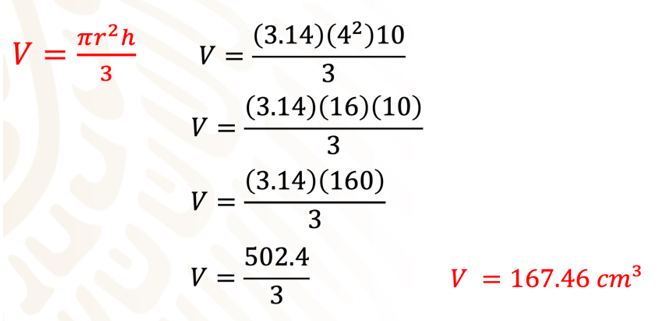 V = πr²h / 3
V = (3.14)(4²)10 / 3
V = (3.14)(16)(10) / 3
V = (3.14)(160) / 3
V = 502.4 / 3
V = 167.46 cm³